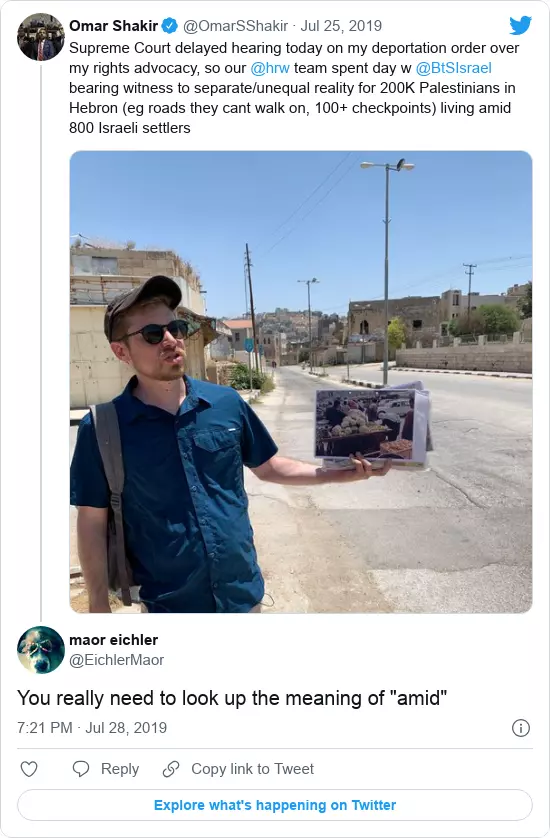 Omar Shakir @OmarSShakir · Jul 25, 2019
Supreme Court delayed hearing today on my deportation order over
my rights advocacy, so our @hrw team spent day w @BtSIsrael
bearing witness to separate/unequal reality for 200K Palestinians in
Hebron (eg roads they cant walk on, 100+ checkpoints) living amid
800 Israeli settlers
maor eichler
@EichlerMaor
You really need to look up the meaning of "amid"
7:21 PM · Jul 28, 2019
Reply
Copy link to Tweet
Explore what's happening on Twitter